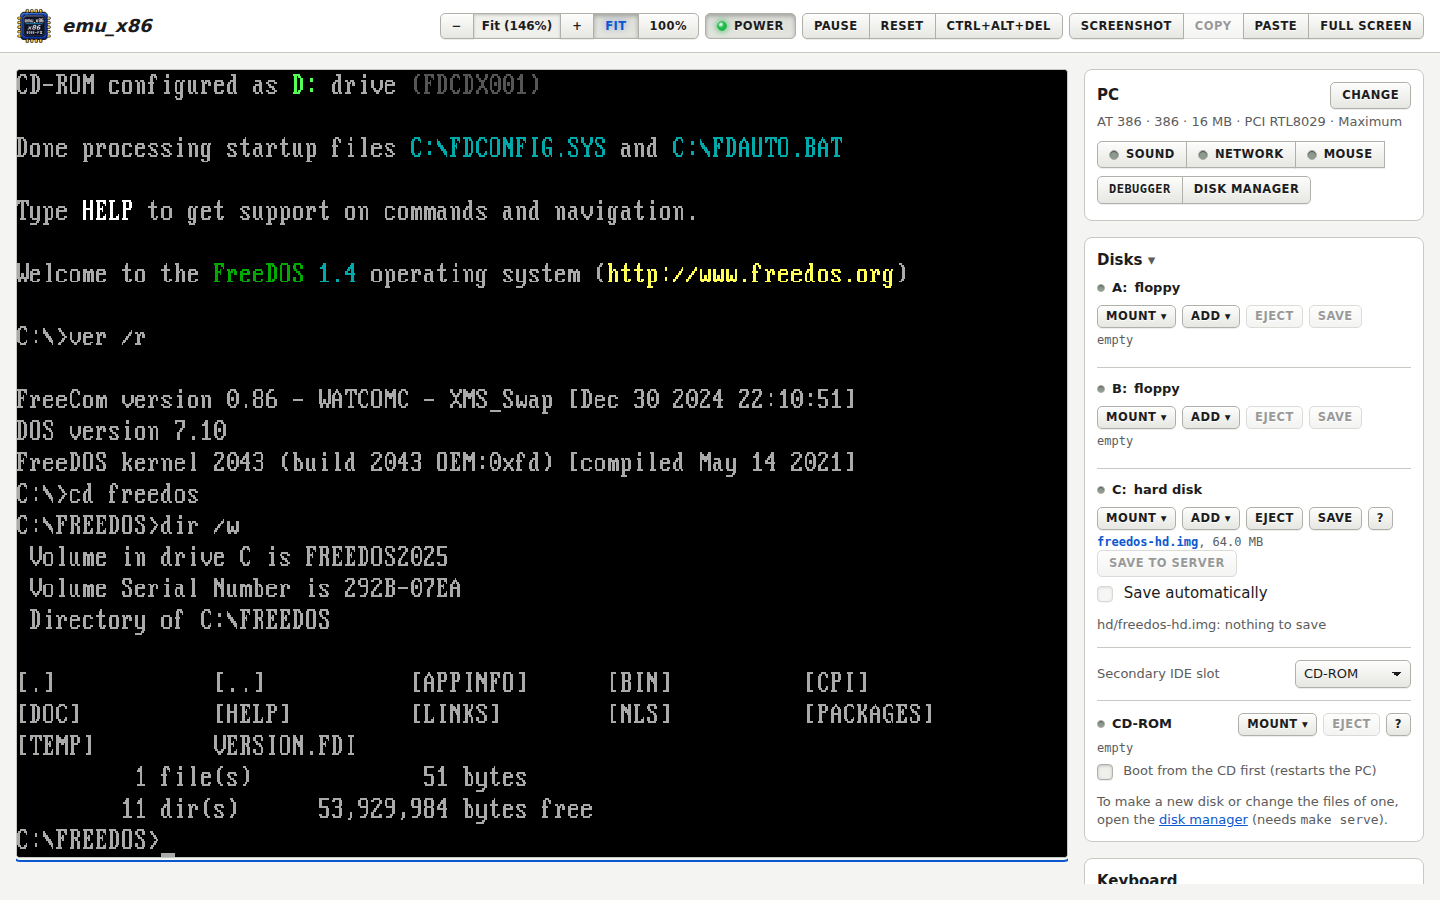 emu_x86
− Fit (146%) + FIT 100% POWER PAUSE RESET CTRL+ALT+DEL SCREENSHOT COPY PASTE FULL SCREEN
CD-ROM configured as D: drive (FDCDX001)
Done processing startup files C:\FDCONFIG.SYS and C:\FDAUTO.BAT
Type HELP to get support on commands and navigation.
Welcome to the FreeDOS 1.4 operating system (http://www.freedos.org)
C:\>ver /r
FreeCom version 0.86 - WATCOMC - XMS_Swap [Dec 30 2024 22:10:51]
DOS version 7.10
FreeDOS kernel 2043 (build 2043 OEM:0xfd) [compiled May 14 2021]
C:\>cd freedos
C:\FREEDOS>dir /w
Volume in drive C is FREEDOS2025
Volume Serial Number is 292B-07EA
Directory of C:\FREEDOS
[.] [..] [APPINFO] [BIN] [CPI]
[DOC] [HELP] [LINKS] [NLS] [PACKAGES]
[TEMP] VERSION.FDI
1 file(s) 51 bytes
11 dir(s) 53,929,984 bytes free
C:\FREEDOS>_
PC CHANGE
AT 386 · 386 · 16 MB · PCI RTL8029 · Maximum
SOUND NETWORK MOUSE
DEBUGGER DISK MANAGER
Disks ▾
A: floppy
MOUNT ▾ ADD ▾ EJECT SAVE
empty
B: floppy
MOUNT ▾ ADD ▾ EJECT SAVE
empty
C: hard disk
MOUNT ▾ ADD ▾ EJECT SAVE ?
freedos-hd.img, 64.0 MB
SAVE TO SERVER
Save automatically
hd/freedos-hd.img: nothing to save
Secondary IDE slot CD-ROM
CD-ROM MOUNT ▾ EJECT ?
empty
Boot from the CD first (restarts the PC)
To make a new disk or change the files of one,
open the disk manager (needs make serve).
Keyboard